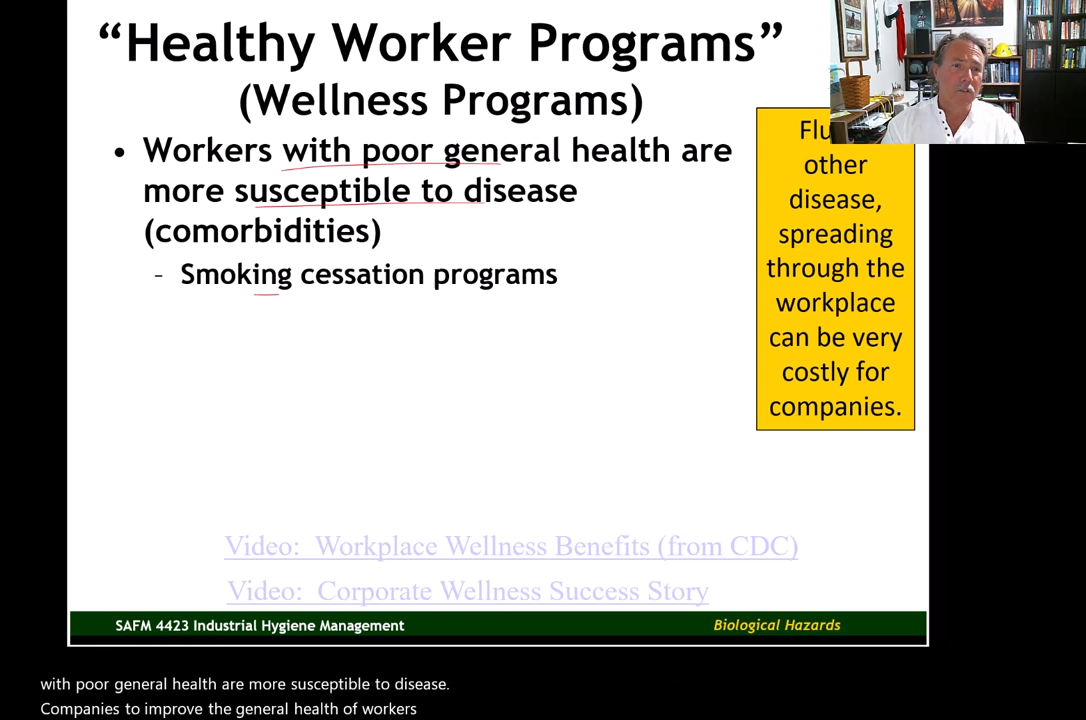 “Healthy Worker Programs”
(Wellness Programs)
• Workers with poor general health are
more susceptible to disease
(comorbidities)
- Smoking cessation programs
Flu
other
disease,
spreading
through the
workplace
can be very
costly for
companies.
Video:  Workplace Wellness Benefits (from CDC)
Video:  Corporate Wellness Success Story
SAFM 4423 Industrial Hygiene Management
Biological Hazards
with poor general health are more susceptible to disease.
Companies to improve the general health of workers